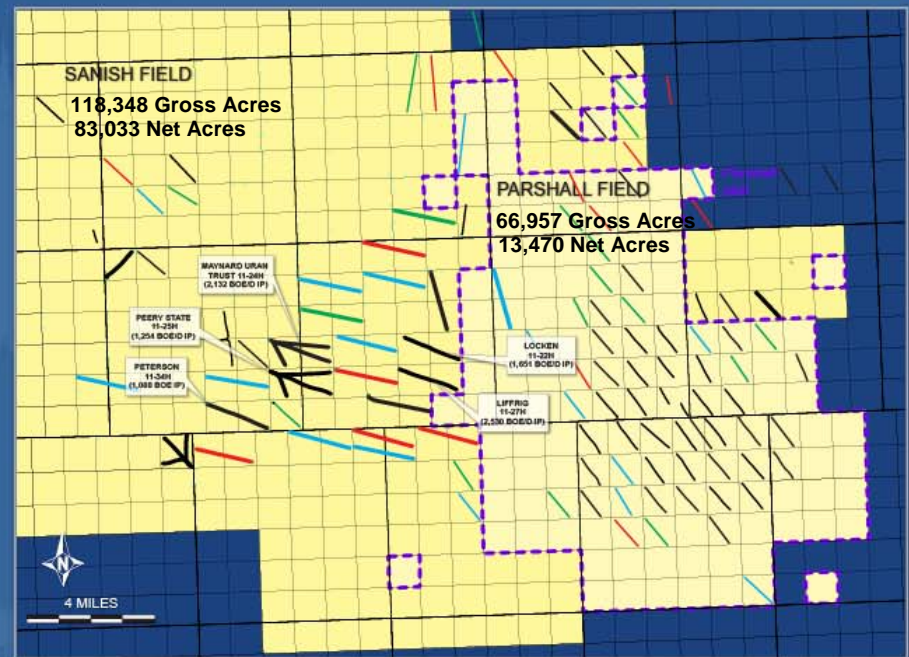 SANISH FIELD
118,348 Gross Acres
83,033 Net Acres
PARSHALL FIELD
66,957 Gross Acres
13,470 Net Acres
MAYNARD URAN
TRUST 11-24H
(2,132 BOE/D IP)
PEERY STATE
11-25H
(1,254 BOE/D IP)
PETERSON
11-34H
(1,088 BOE IP)
LOCKEN
11-22H
(1,651 BOE/D IP)
LIFFRIG
11-27H
(2,530 BOE/D IP)
N
4 MILES